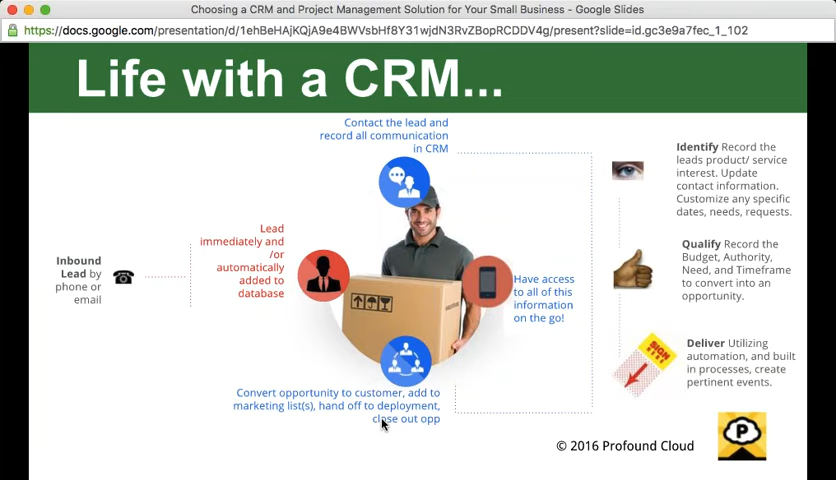 Choosing a CRM and Project Management Solution for Your Small Business - Google Slides
https://docs.google.com/presentation/d/1ehBeHAjKQjA9e4BWVsbHf8Y31wjdN3RvZBopRCDDV4g/present?slide=id.gc3e9a7fec_1_102
Life with a CRM...
Contact the lead and
record all communication
in CRM
Inbound
Lead by
phone or
email
Lead
immediately and
/or
automatically
added to
database
Have access
to all of this
information
on the go!
Convert opportunity to customer, add to
marketing list(s), hand off to deployment,
close out opp
Identify Record the
leads product/ service
interest. Update
contact information.
Customize any specific
dates, needs, requests.
Qualify Record the
Budget, Authority,
Need, and Timeframe
to convert into an
opportunity.
SIGN
Deliver Utilizing
automation, and built
in processes, create
pertinent events.
© 2016 Profound Cloud
P